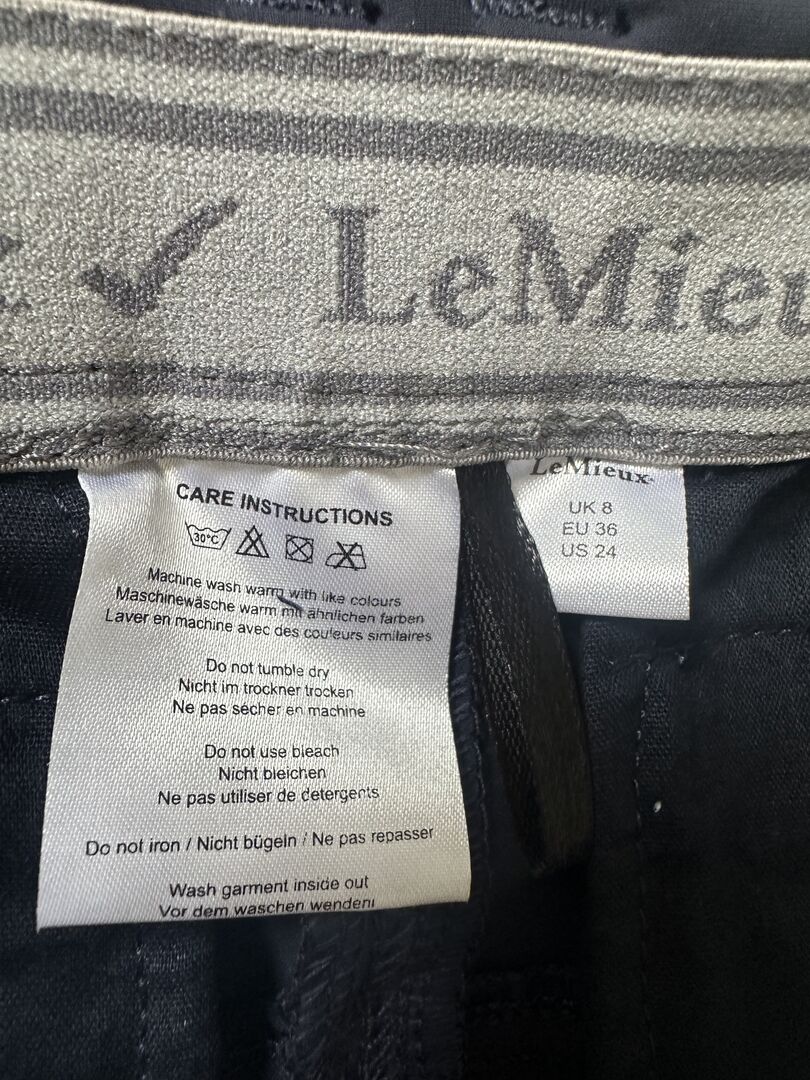 LeMieu
CARE INSTRUCTIONS
30°C
Machine wash warm with like colours
Maschinewäsche warm mit ähnlichen farben
Laver en machine avec des couleurs similaires
Do not tumble dry
Nicht im trockner trocken
Ne pas sécher en machine
Do not use bleach
Nicht bleichen
Ne pas utiliser de detergents
Do not iron / Nicht bügeln / Ne pas repasser
Wash garment inside out
Vor dem waschen wenden!
LeMieux
UK 8
EU 36
US 24